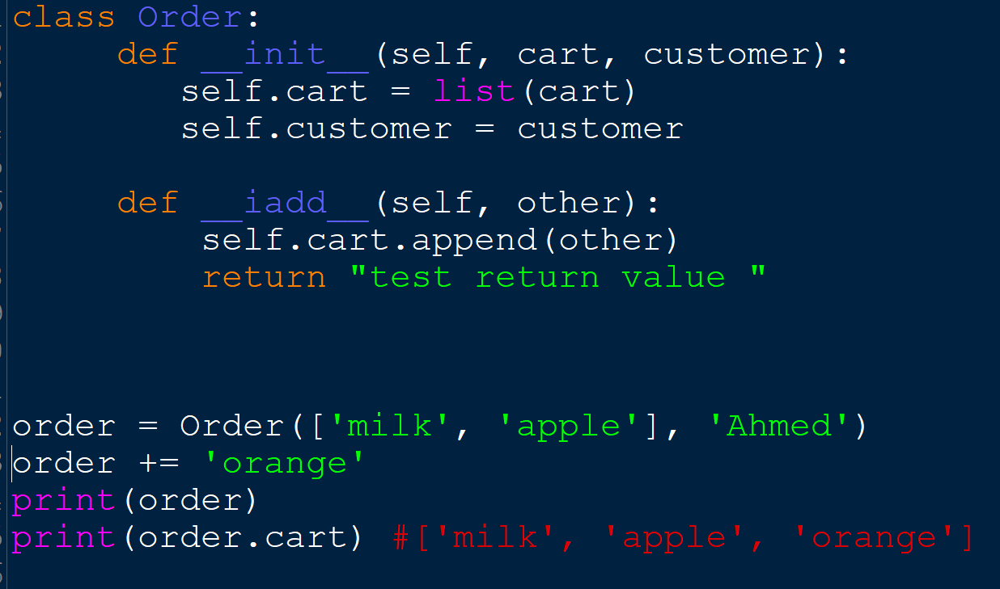 class Order:
def __init__(self, cart, customer):
self.cart = list(cart)
self.customer = customer
def __iadd__(self, other):
self.cart.append(other)
return "test return value "
order = Order(['milk', 'apple'], 'Ahmed')
order += 'orange'
print(order)
print(order.cart) #['milk', 'apple', 'orange']